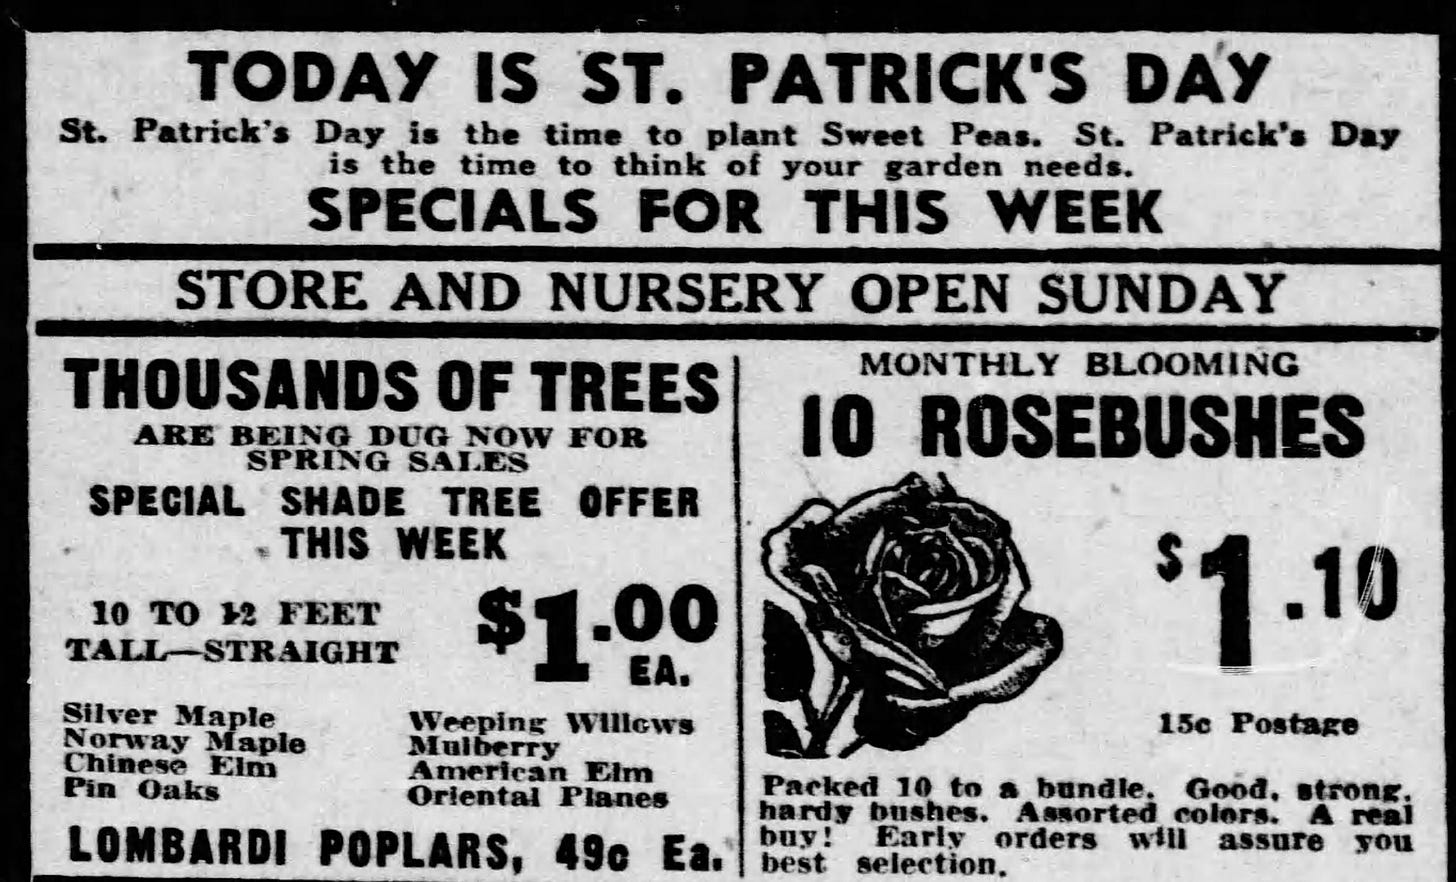 TODAY IS ST. PATRICK'S DAY
St. Patrick's Day is the time to plant Sweet Peas. St. Patrick's Day
is the time to think of your garden needs.
SPECIALS FOR THIS WEEK
STORE AND NURSERY OPEN SUNDAY
THOUSANDS OF TREES
ARE BEING DUG NOW FOR
SPRING SALES
SPECIAL SHADE TREE OFFER
THIS WEEK
10 TO 12 FEET
TALL—STRAIGHT
$1.00
EA.
Silver Maple
Norway Maple
Chinese Elm
Pin Oaks
Weeping Willows
Mulberry
American Elm
Oriental Planes
LOMBARDI POPLARS, 49c Ea.
MONTHLY BLOOMING
10 ROSEBUSHES
$1.10
15c Postage
Packed 10 to a bundle. Good, strong,
hardy bushes. Assorted colors. A real
buy! Early orders will assure you
best selection.